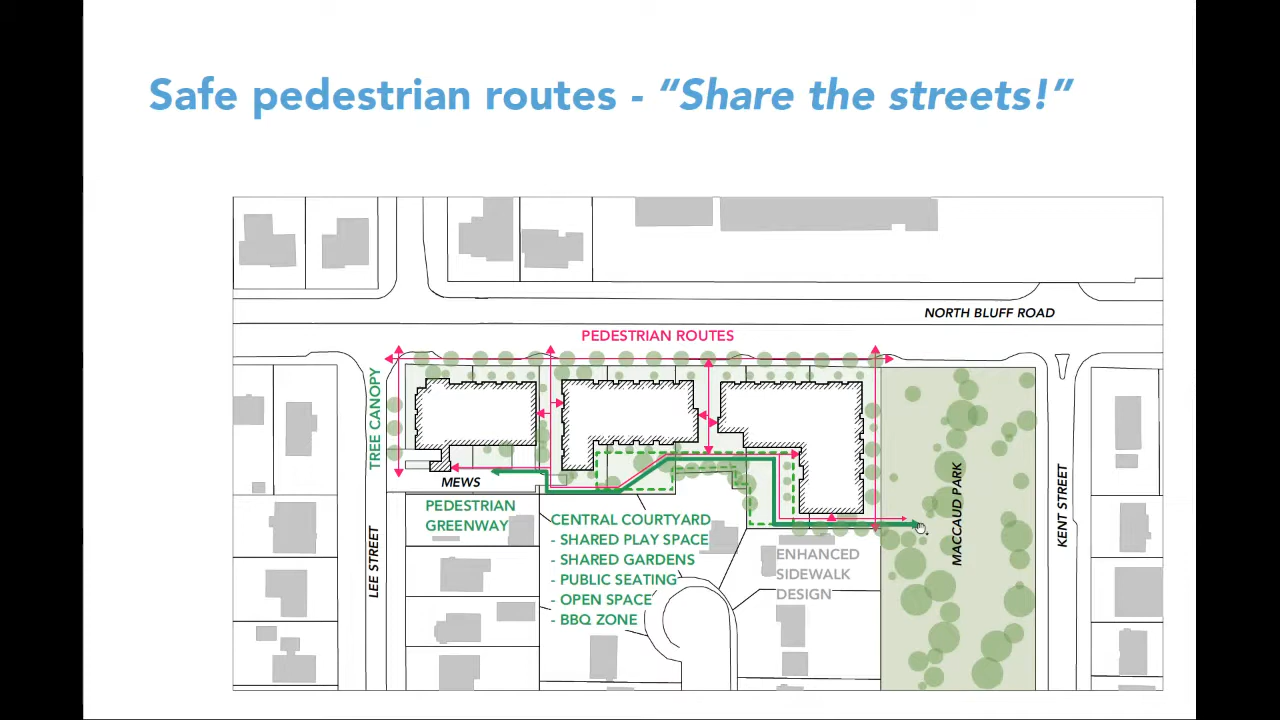 Safe pedestrian routes - “Share the streets!”
NORTH BLUFF ROAD
PEDESTRIAN ROUTES
TREE CANOPY
MEWS
PEDESTRIAN
GREENWAY
LEE STREET
CENTRAL COURTYARD
- SHARED PLAY SPACE
- SHARED GARDENS
- PUBLIC SEATING
- OPEN SPACE
- BBQ ZONE
ENHANCED
SIDEWALK
DESIGN
MACCAUD PARK
KENT STREET